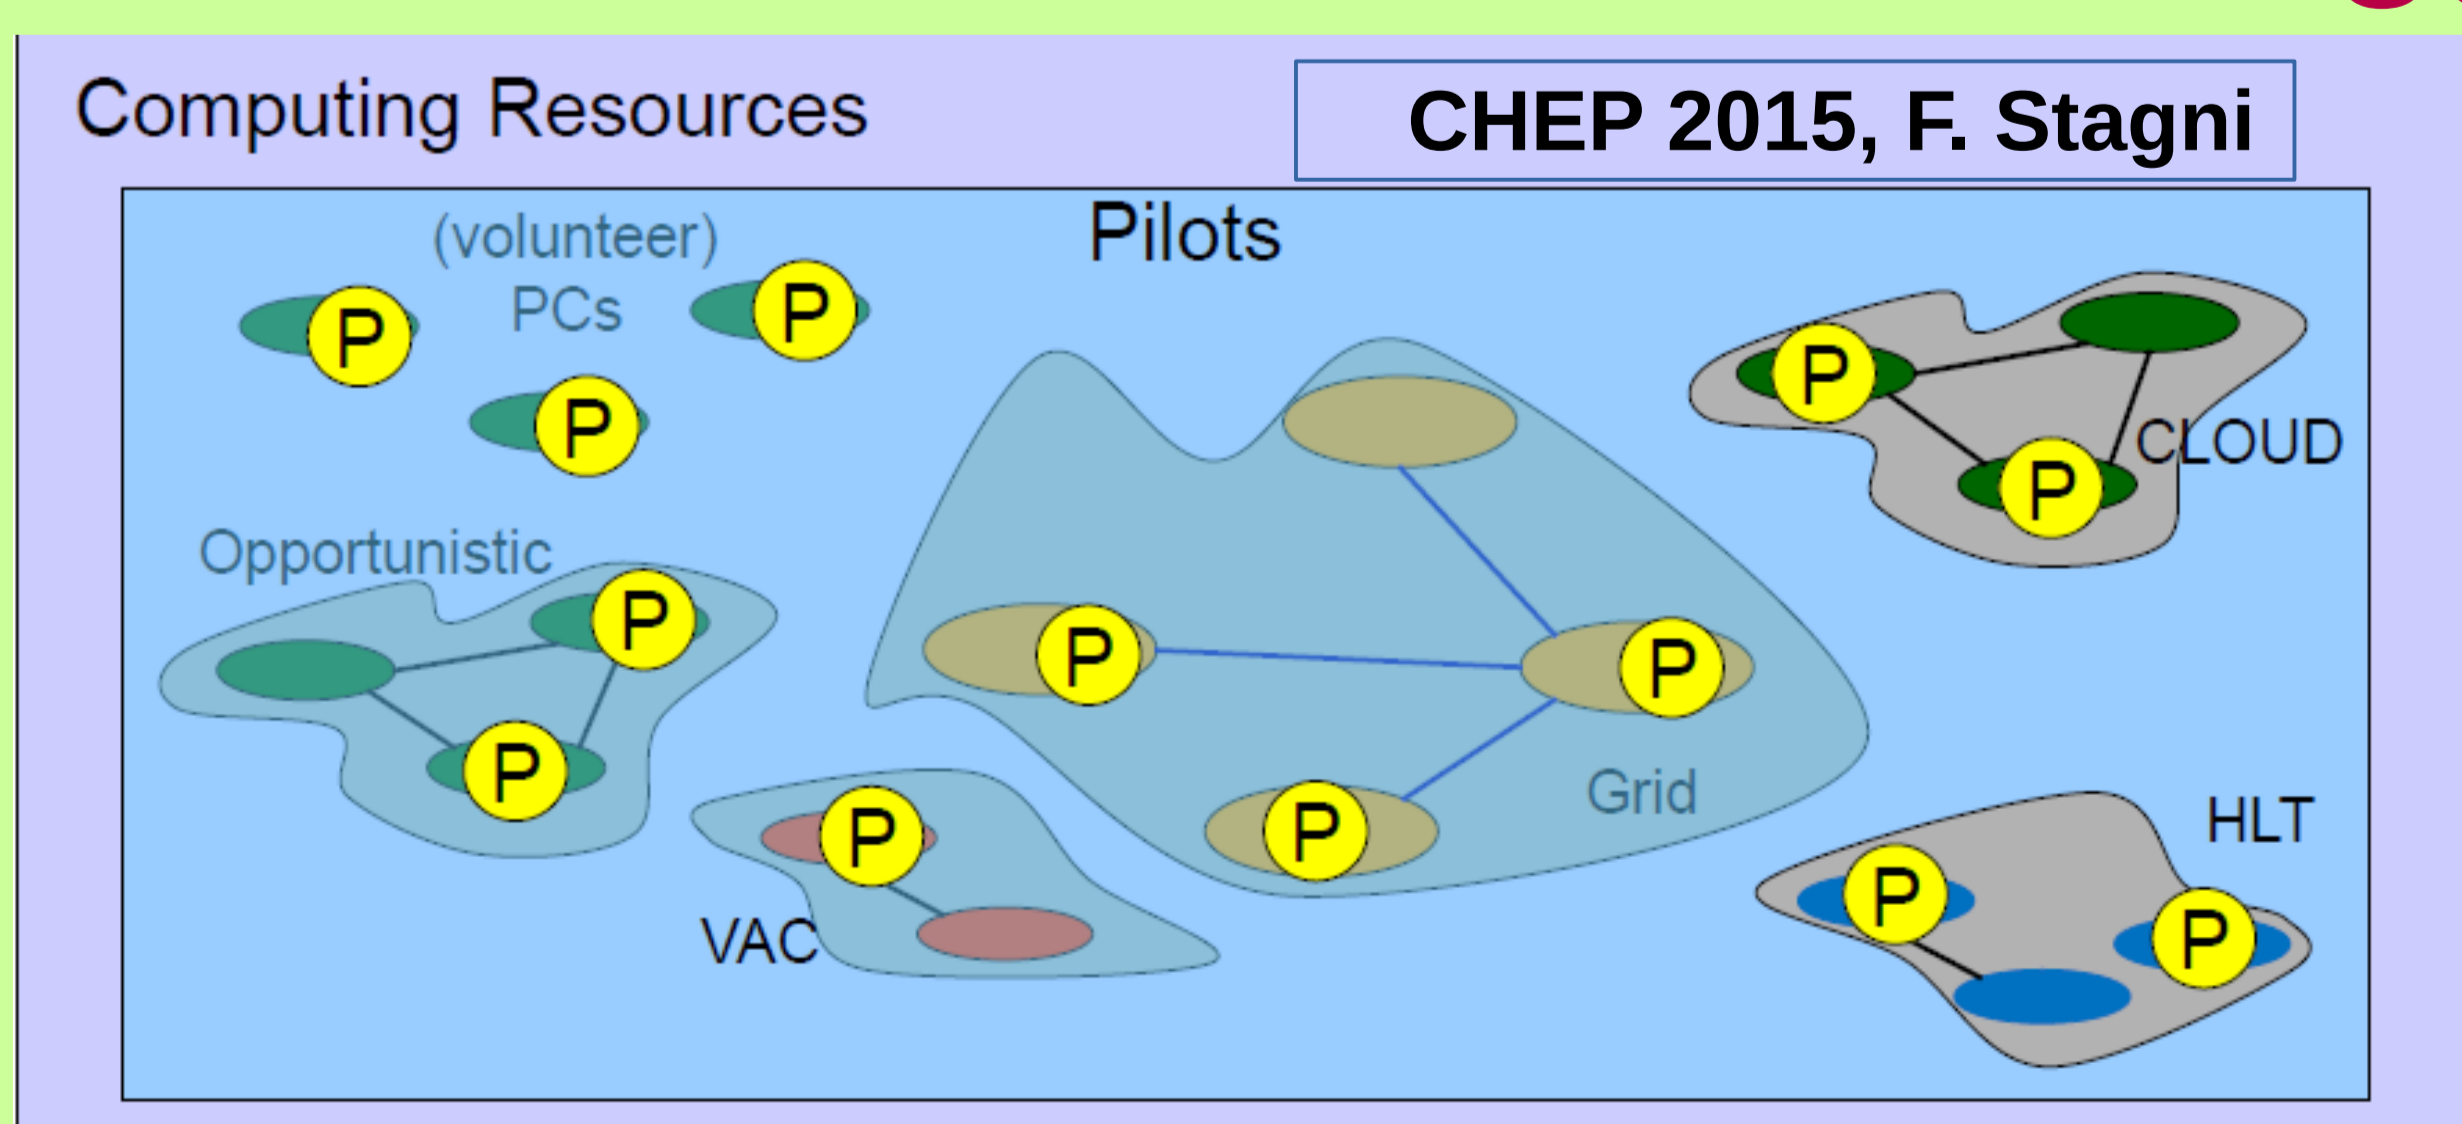 Computing Resources
CHEP 2015, F. Stagni
(volunteer)
PCs
Pilots
P
P
P
P
P
CLOUD
Opportunistic
P
P
P
P
P
Grid
P
VAC
HLT
P
P